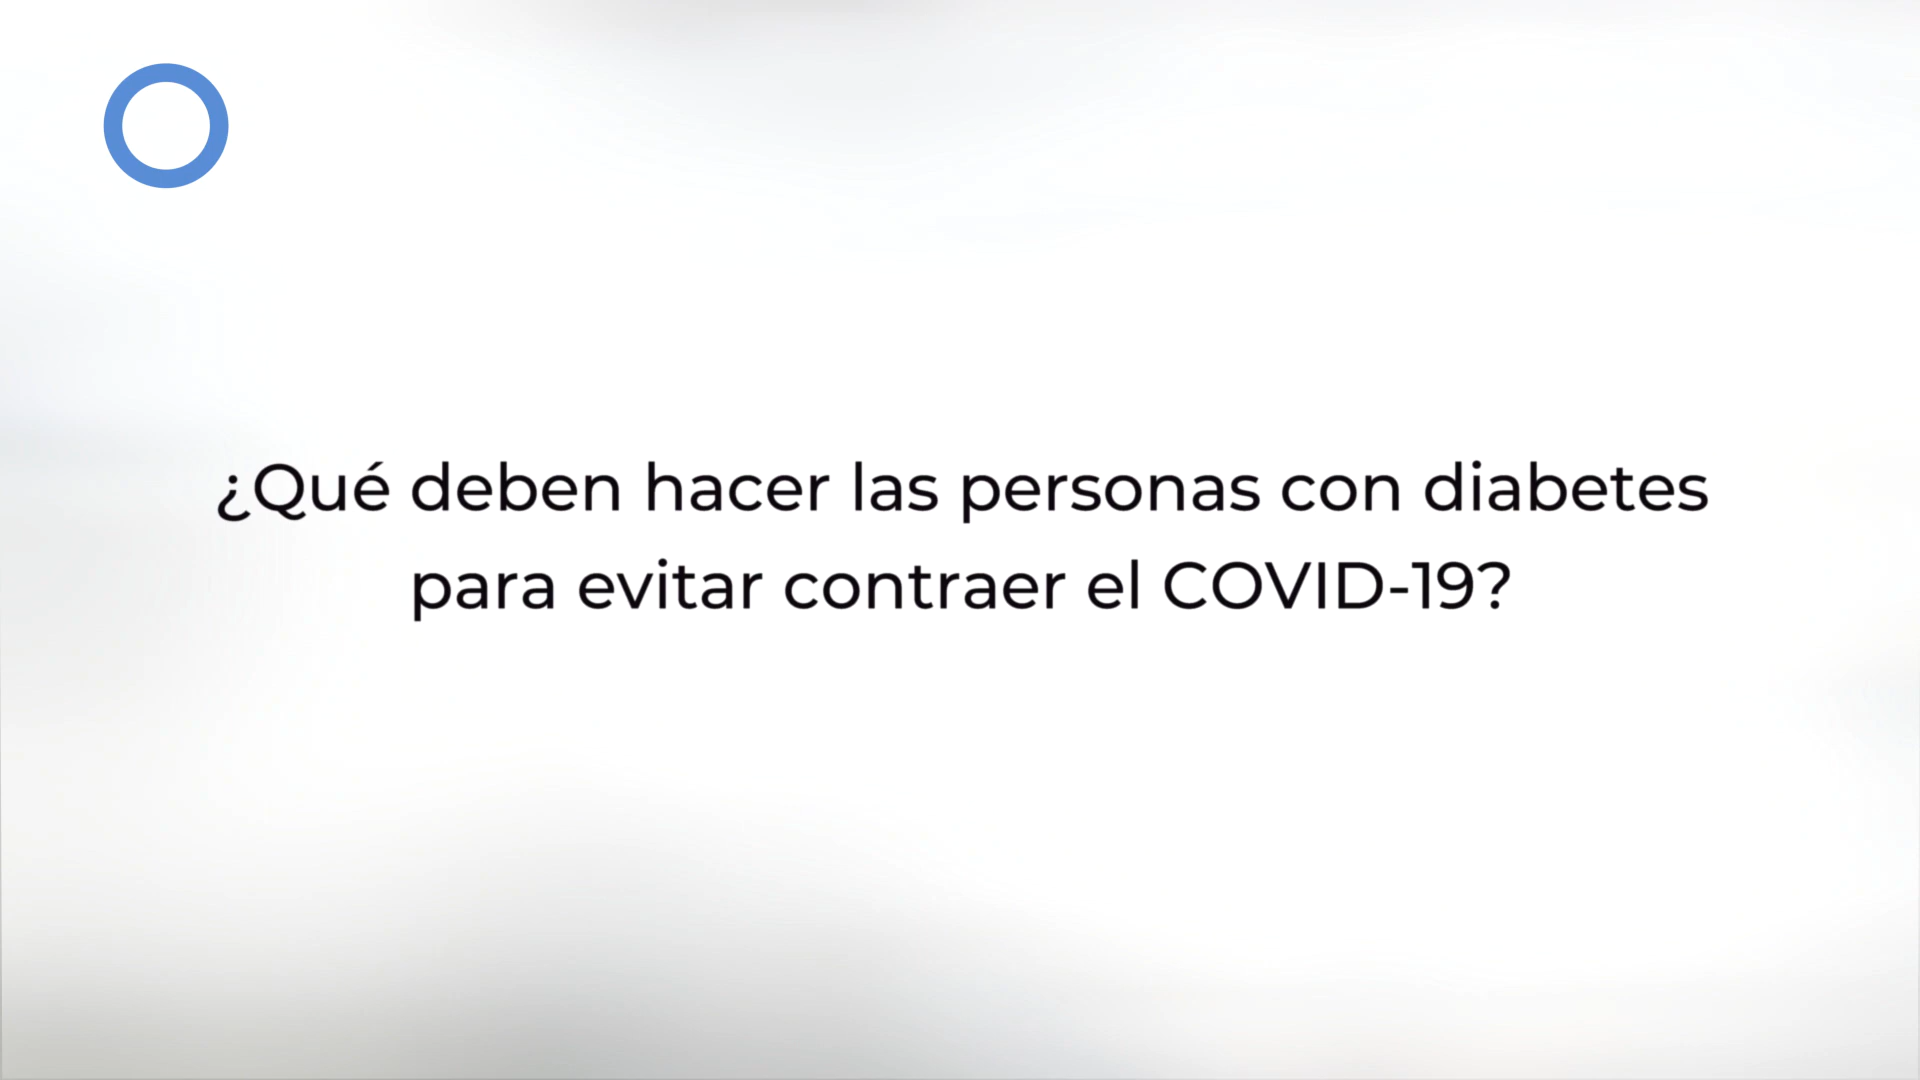 ¿Qué deben hacer las personas con diabetes
para evitar contraer el COVID-19?